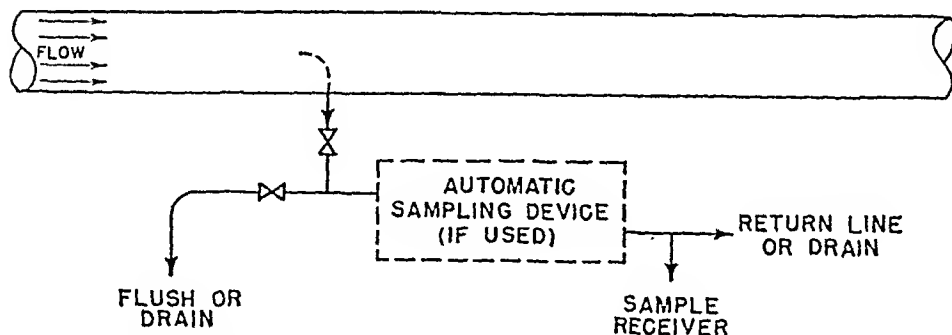 FLOW
AUTOMATIC
SAMPLING DEVICE
(IF USED)
RETURN LINE
OR DRAIN
FLUSH OR
DRAIN
SAMPLE
RECEIVER